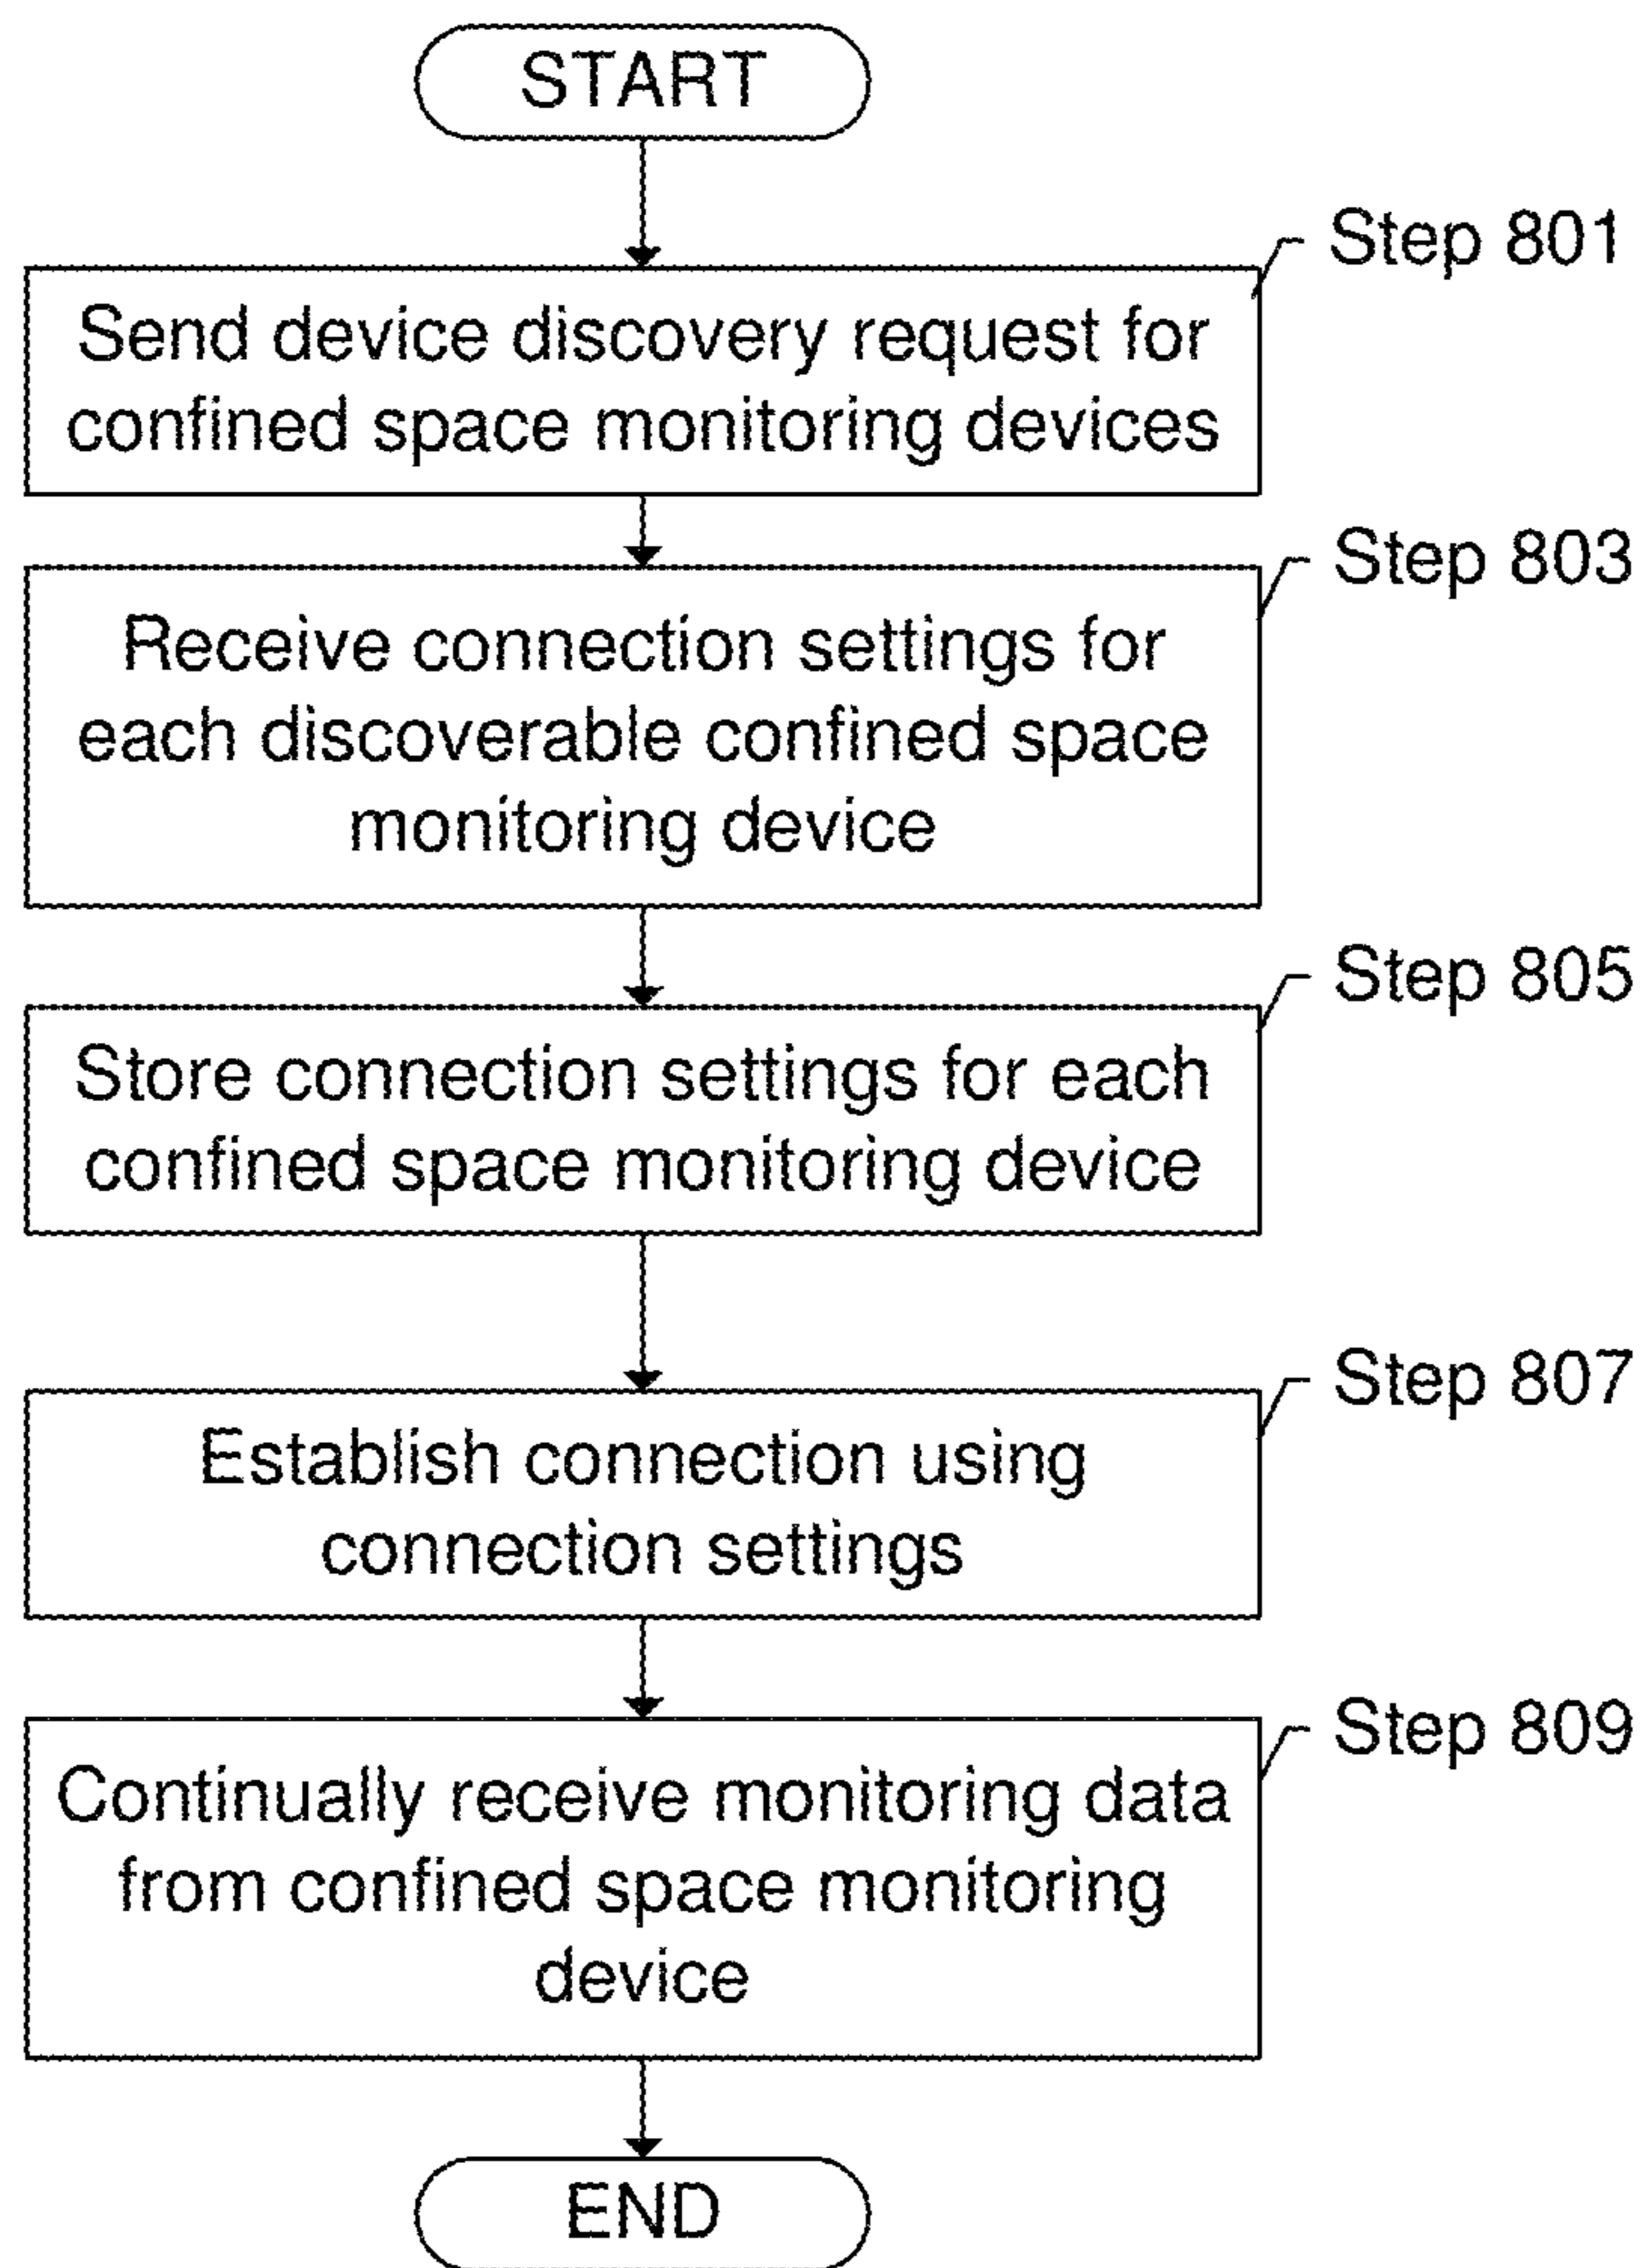 START
Step 801
Send device discovery request for
confined space monitoring devices
Step 803
Receive connection settings for
each discoverable confined space
monitoring device
Step 805
Store connection settings for each
confined space monitoring device
Step 807
Establish connection using
connection settings
Step 809
Continually receive monitoring data
from confined space monitoring
device
END